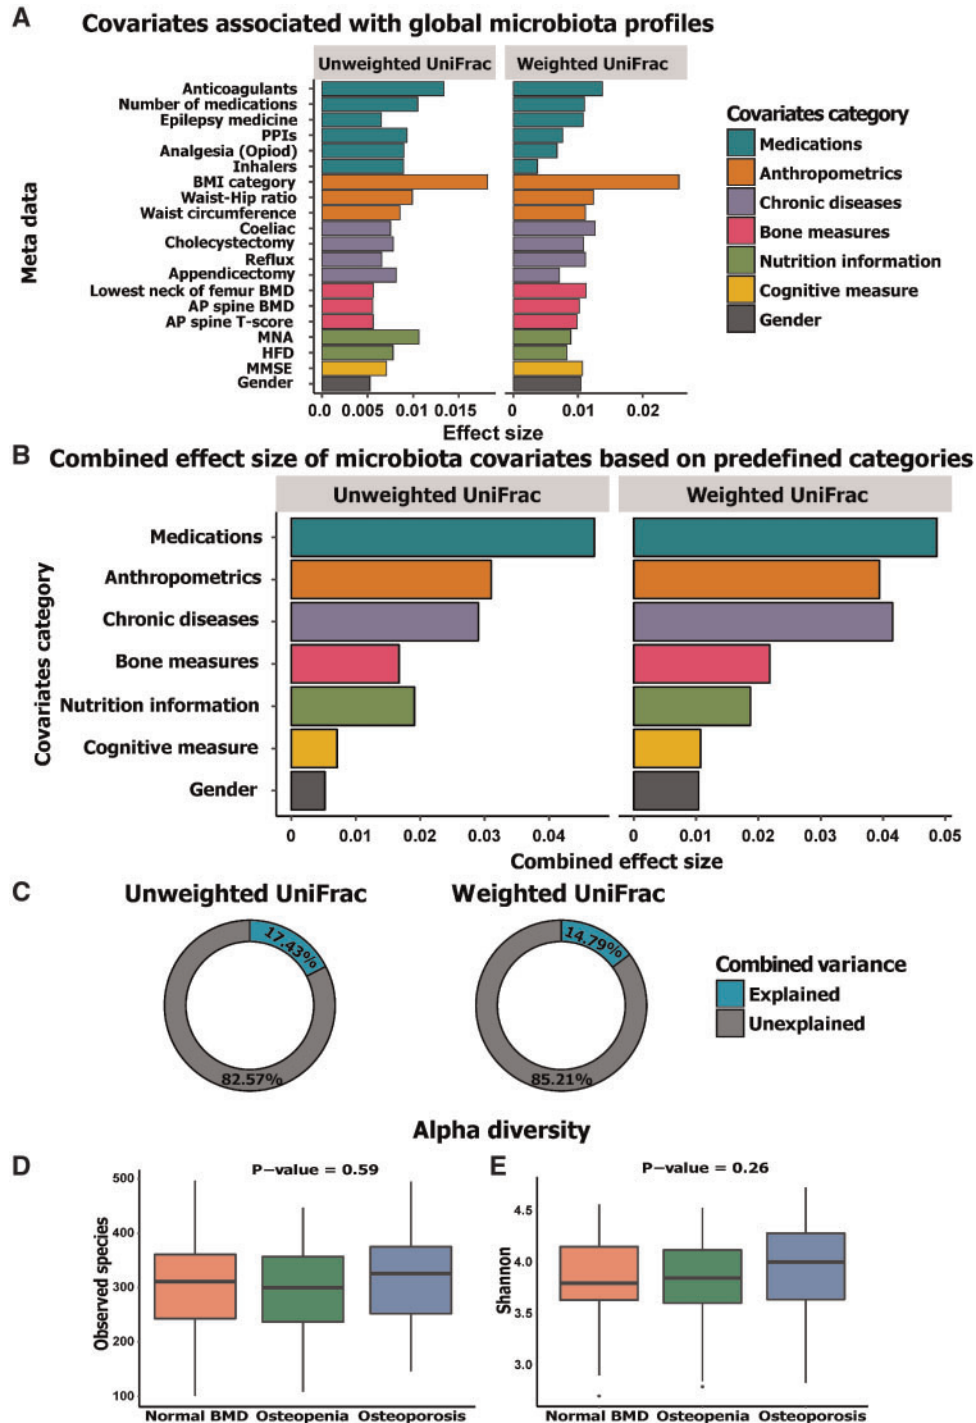 A
Covariates associated with global microbiota profiles
Unweighted UniFrac
Weighted UniFrac
Meta data
Anticoagulants
Number of medications
Epilepsy medicine
PPIs
Analgesia (Opiod)
Inhalers
BMI category
Waist-Hip ratio
Waist circumference
Coeliac
Cholecystectomy
Reflux
Appendicectomy
Lowest neck of femur BMD
AP spine BMD
AP spine T-score
MNA
HFD
MMSE
Gender
0.0 0.005 0.01 0.015
0 0.01 0.02
Effect size
Covariates category
Medications
Anthropometrics
Chronic diseases
Bone measures
Nutrition information
Cognitive measure
Gender
B
Combined effect size of microbiota covariates based on predefined categories
Unweighted UniFrac
Weighted UniFrac
Covariates category
Medications
Anthropometrics
Chronic diseases
Bone measures
Nutrition information
Cognitive measure
Gender
0 0.01 0.02 0.03 0.04
0 0.01 0.02 0.03 0.04 0.05
Combined effect size
C
Unweighted UniFrac
Weighted UniFrac
17.43%
82.57%
14.79%
85.21%
Combined variance
Explained
Unexplained
Alpha diversity
D
P-value = 0.59
Observed species
500
400
300
200
100
Normal BMD Osteopenia Osteoporosis
E
P-value = 0.26
Shannon
4.5
4.0
3.5
3.0
Normal BMD Osteopenia Osteoporosis